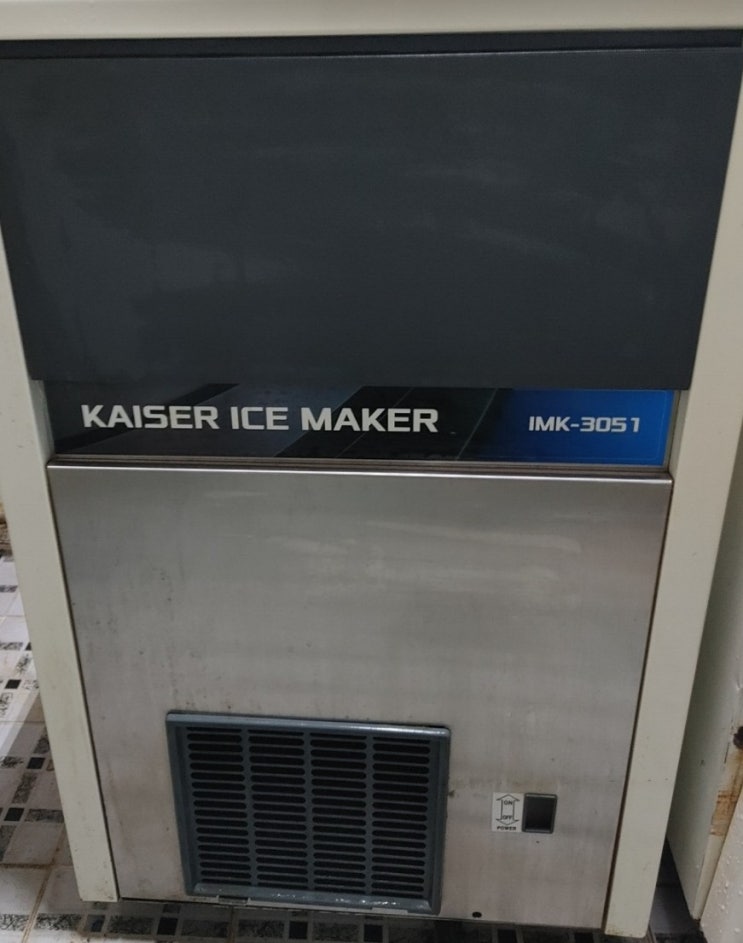 KAISER ICE MAKER IMK-3051
ON
OFF
POWER